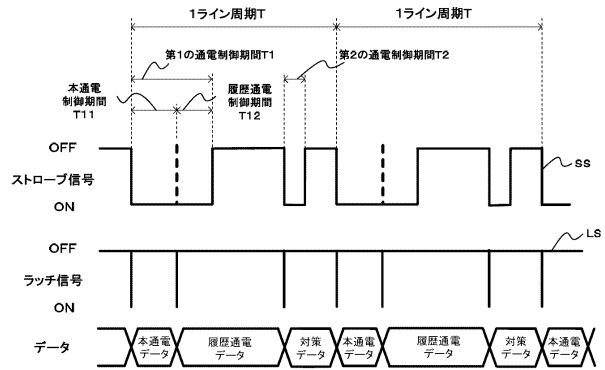 1ライン周期T
1ライン周期T
第1の通電制御期間T1
第2の通電制御期間T2
本通電
制御期間
T11
履歴通電
制御期間
T12
OFF
ストローブ信号
SS
ON
OFF
LS
ラッチ信号
ON
データ
本通電
データ
履歴通電
データ
対策
データ
本通電
データ
履歴通電
データ
対策
データ
本通電
データ